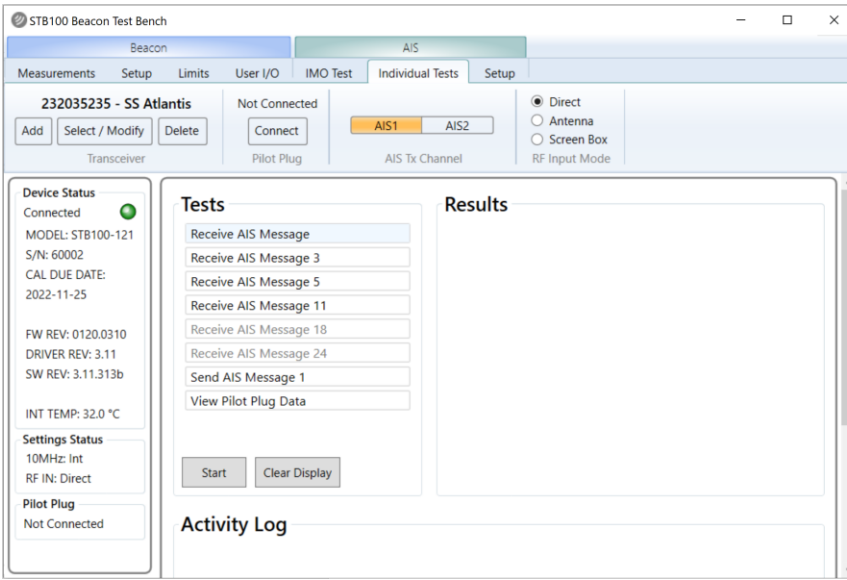 STB100 Beacon Test Bench
Beacon AIS
Measurements Setup Limits User I/O IMO Test Individual Tests Setup
232035235 - SS Atlantis
Add Select / Modify Delete
Transceiver
Not Connected
Connect
Pilot Plug
AIS1 AIS2
AIS Tx Channel
Direct
Antenna
Screen Box
RF Input Mode
Device Status
Connected
MODEL: STB100-121
S/N: 60002
CAL DUE DATE:
2022-11-25
FW REV: 0120.0310
DRIVER REV: 3.11
SW REV: 3.11.313b
INT TEMP: 32.0 °C
Settings Status
10MHz: Int
RF IN: Direct
Pilot Plug
Not Connected
Tests
Receive AIS Message
Receive AIS Message 3
Receive AIS Message 5
Receive AIS Message 11
Receive AIS Message 18
Receive AIS Message 24
Send AIS Message 1
View Pilot Plug Data
Start Clear Display
Results
Activity Log